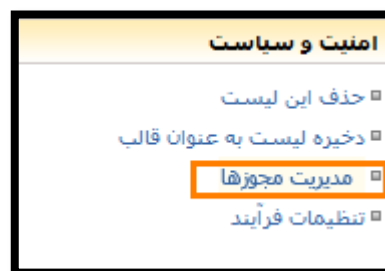 امنیت و سیاست
حذف این لیست
ذخیره لیست به عنوان قالب
مدیریت مجوزها
تنظیمات فرآیند